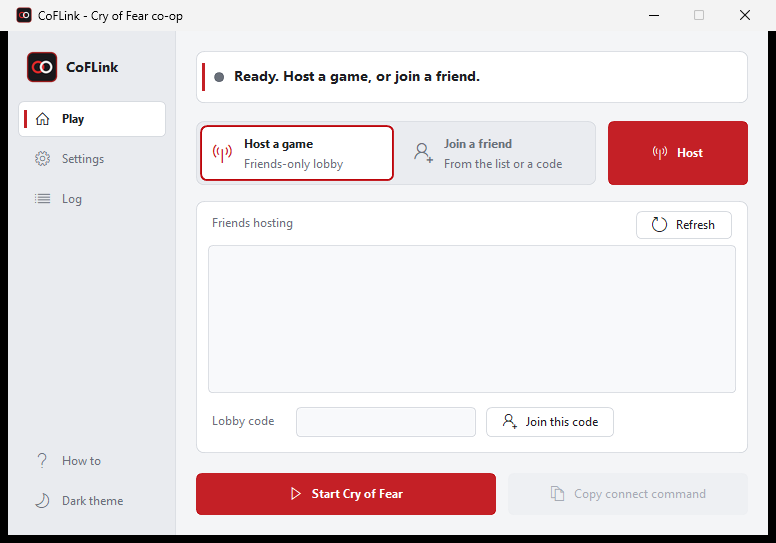 CoFLink - Cry of Fear co-op
CoFLink
Play
Settings
Log
How to
Dark theme
Ready. Host a game, or join a friend.
Host a game
Friends-only lobby
Join a friend
From the list or a code
Host
Friends hosting
Refresh
Lobby code
Join this code
Start Cry of Fear
Copy connect command